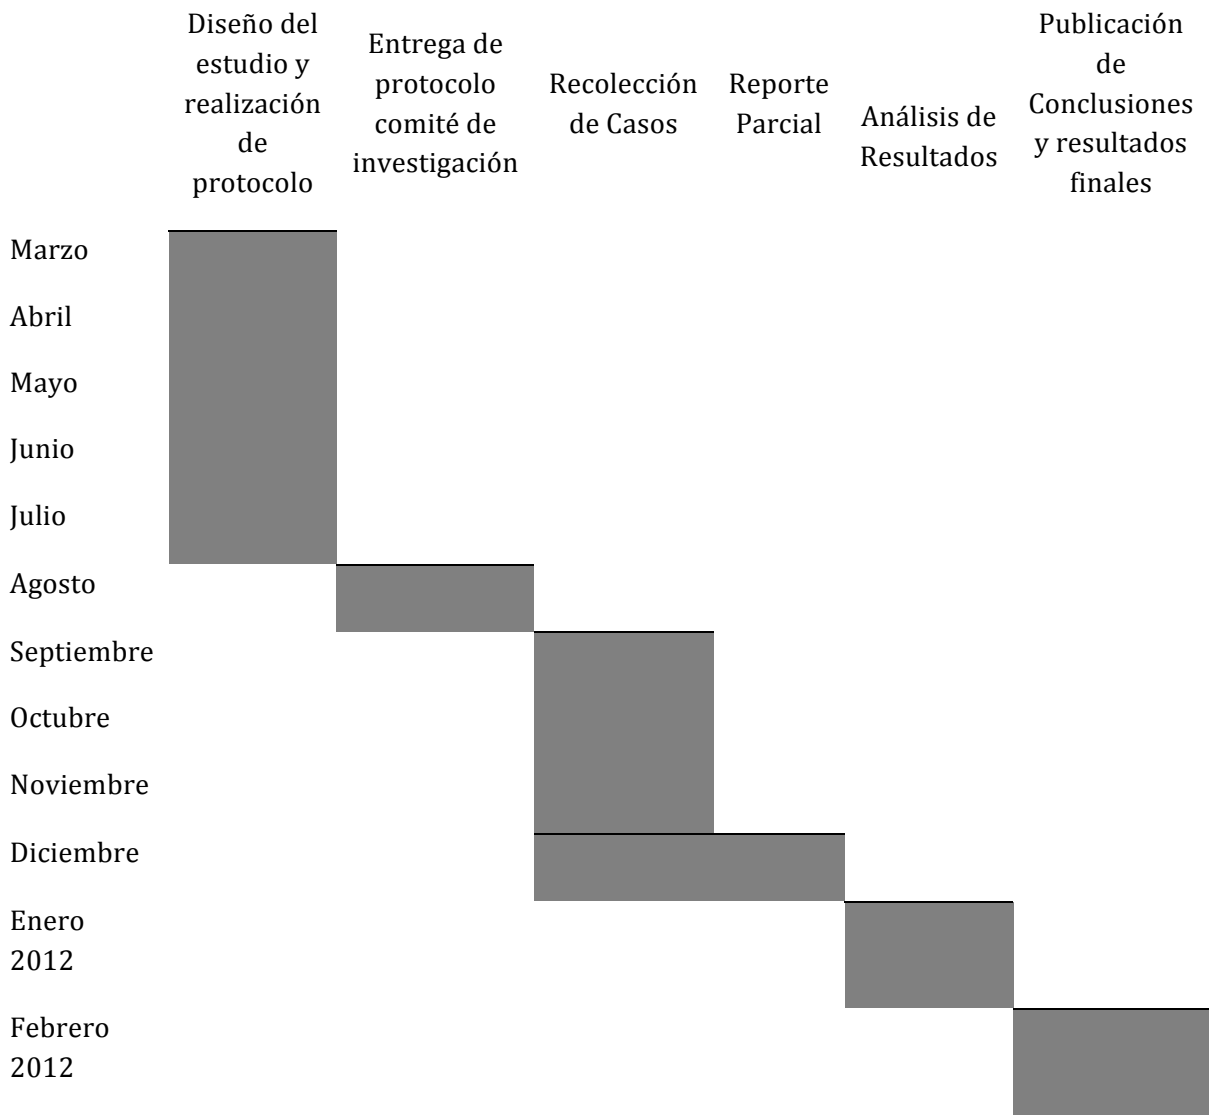 Diseño del
estudio y
realización
de
protocolo
Entrega de
protocolo
comité de
investigación
Recolección
de Casos
Reporte
Parcial
Análisis de
Resultados
Publicación
de
Conclusiones
y resultados
finales
Marzo
Abril
Mayo
Junio
Julio
Agosto
Septiembre
Octubre
Noviembre
Diciembre
Enero
2012
Febrero
2012